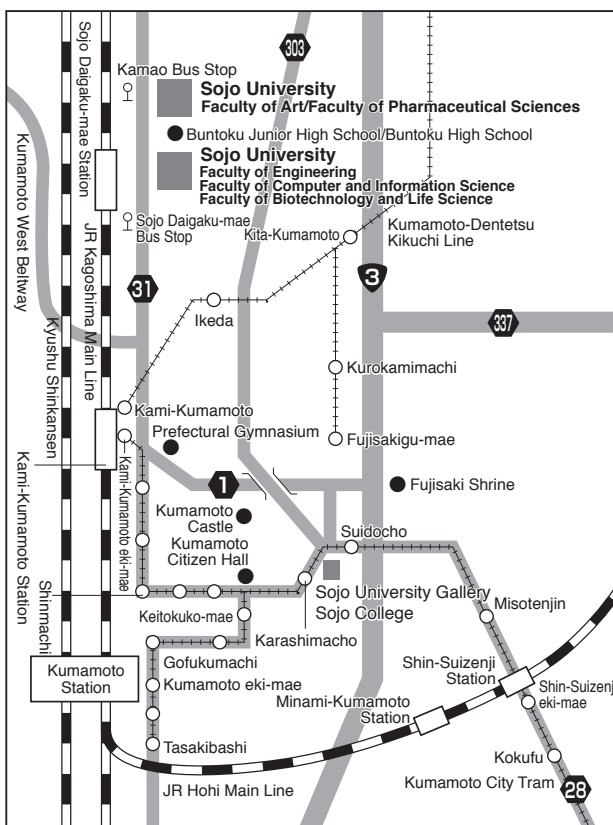 303
Sojo Daigaku-mae Station
Kamao Bus Stop
Sojo University
Faculty of Art/Faculty of Pharmaceutical Sciences
Buntoku Junior High School/Buntoku High School
Sojo University
Faculty of Engineering
Faculty of Computer and Information Science
Faculty of Biotechnology and Life Science
Kumamoto West Beltway
Sojo Daigaku-mae
Bus Stop
Kita-Kumamoto
Kumamoto-Dentetsu
Kikuchi Line
JR Kagoshima Main Line
31
3
Ikeda
337
Kyushu Shinkansen
Kurokamimachi
Kami-Kumamoto
Prefectural Gymnasium
Fujisakigu-mae
Kami-Kumamoto Station
Kami-Kumamoto eki-mae
1
Fujisaki Shrine
Kumamoto
Castle
Suidocho
Kumamoto
Citizen Hall
Shinmachi
Sojo University Gallery
Sojo College
Misotenjin
Keitokuko-mae
Karashimacho
Gofukumachi
Kumamoto
Station
Kumamoto eki-mae
Shin-Suizenji
Station
Shin-Suizenji
eki-mae
Minami-Kumamoto
Station
Tasakibashi
Kokufu
Kumamoto City Tram
JR Hohi Main Line
28